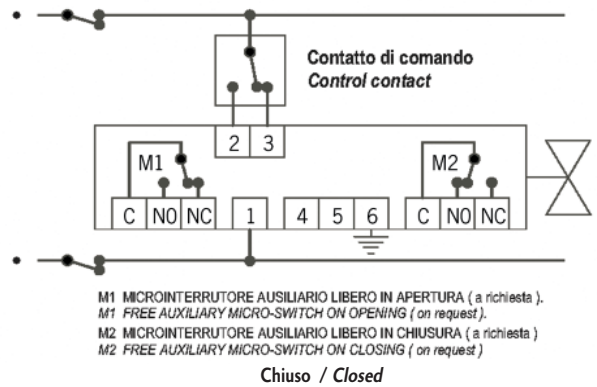 Contatto di comando
Control contact
2 3
M1
M2
C N0 NC 1 4 5 6 C N0 NC
M1 MICROINTERRUTORE AUSILIARIO LIBERO IN APERTURA ( a richiesta ).
M1 FREE AUXILIARY MICRO-SWITCH ON OPENING ( on request ).
M2 MICROINTERRUTORE AUSILIARIO LIBERO IN CHIUSURA ( a richiesta )
M2 FREE AUXILIARY MICRO-SWITCH ON CLOSING ( on request )
Chiuso / Closed